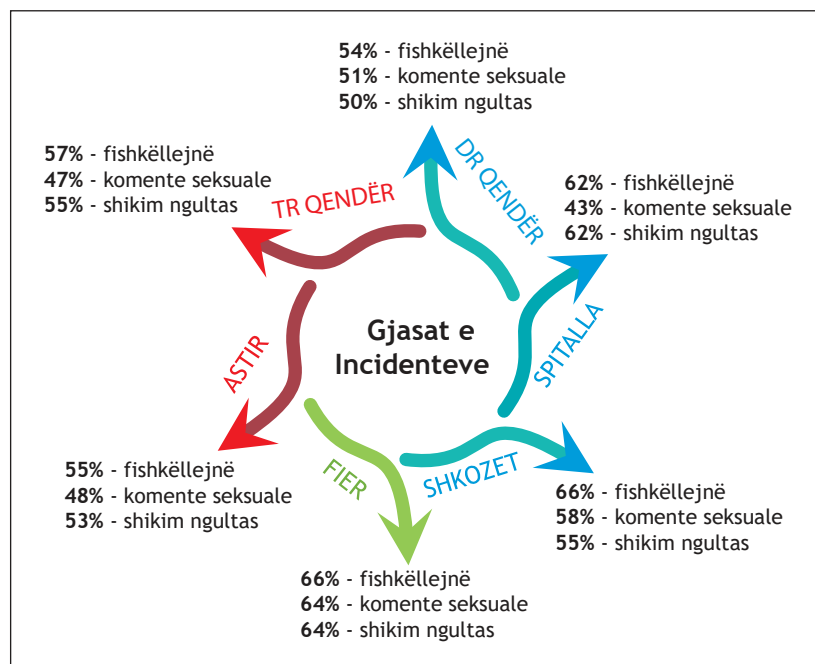 54% - fishkëllejnë
51% - komente seksuale
50% - shikim ngultas
DR QENDËR
57% - fishkëllejnë
47% - komente seksuale
55% - shikim ngultas
TR QENDËR
62% - fishkëllejnë
43% - komente seksuale
62% - shikim ngultas
SPITALLA
Gjasat e
Incidenteve
ASTIR
55% - fishkëllejnë
48% - komente seksuale
53% - shikim ngultas
FIER
SHKOZET
66% - fishkëllejnë
58% - komente seksuale
55% - shikim ngultas
66% - fishkëllejnë
64% - komente seksuale
64% - shikim ngultas